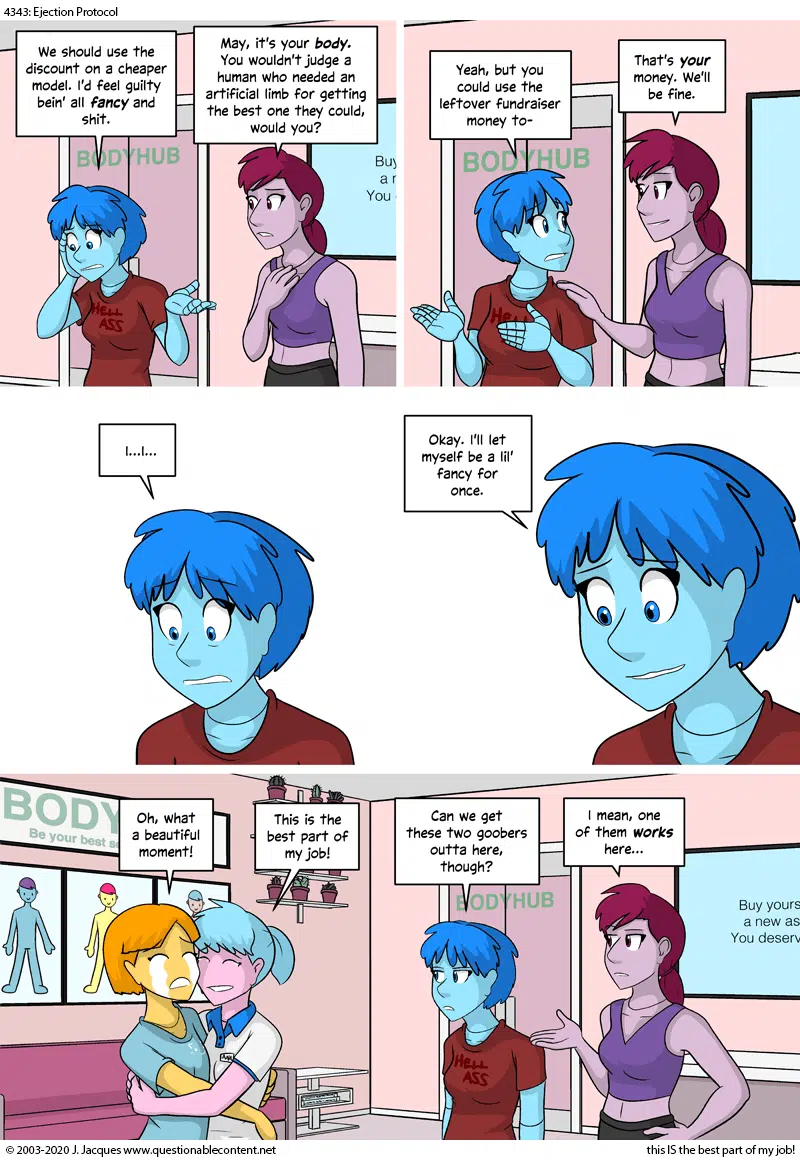 4343: Ejection Protocol
We should use the
discount on a cheaper
model. I'd feel guilty
bein' all fancy and
shit.
May, it's your body.
You wouldn't judge a
human who needed an
artificial limb for getting
the best one they could,
would you?
BODYHUB
Buy
a n
You
HELL
ASS
Yeah, but you
could use the
leftover fundraiser
money to-
That's your
money. We'll
be fine.
BODYHUB
HE
I...I...
Okay. I'll let
myself be a lil'
fancy for
once.
BODY
Be your best s
Oh, what
a beautiful
moment!
This is the
best part of
my job!
Can we get
these two goobers
outta here,
though?
I mean, one
of them works
here...
BODYHUB
Buy yours
a new as
You deserv
HELL
ASS
© 2003-2020 J. Jacques www.questionablecontent.net
this IS the best part of my job!